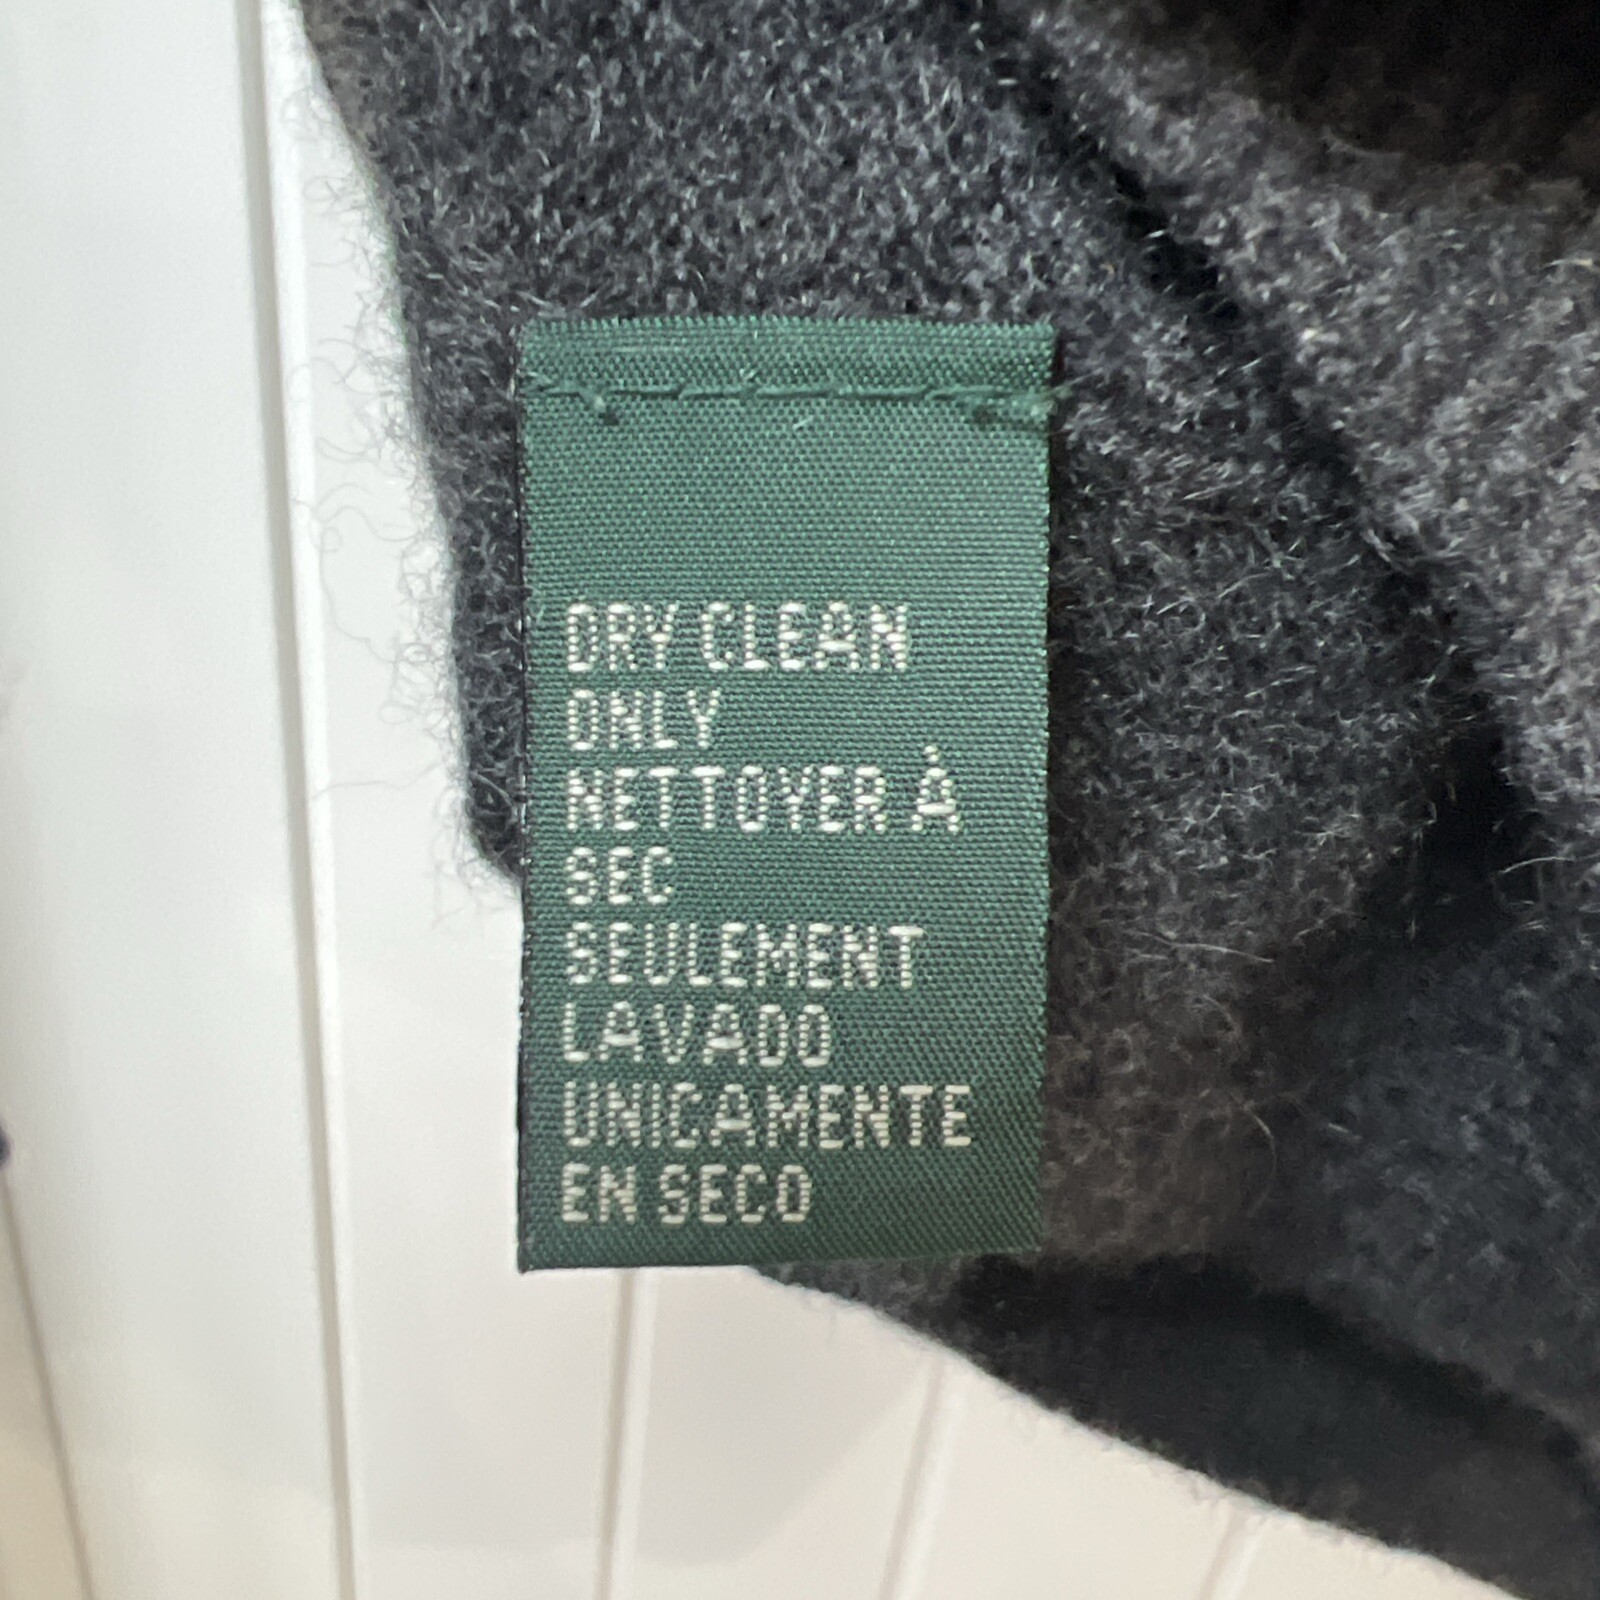 DRY CLEAN
ONLY
NETTOYER À
SEC
SEULEMENT
LAVADO
UNICAMENTE
EN SECO